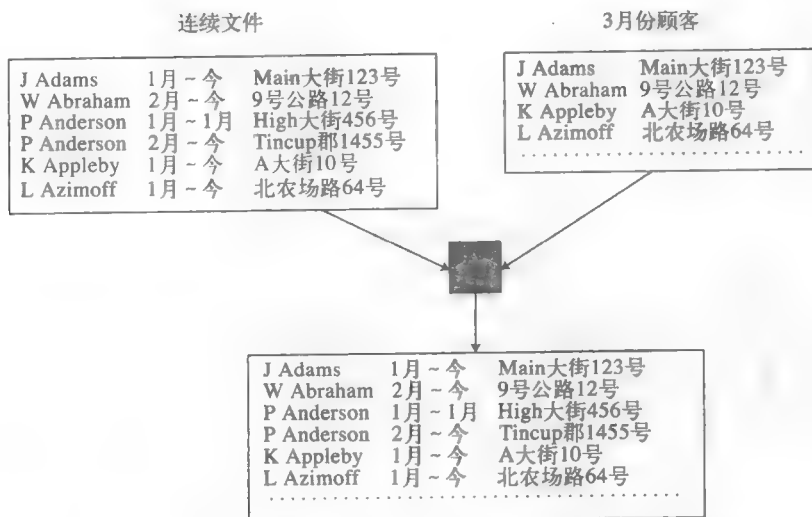 连续文件
3月份顾客
J Adams 1月~今 Main大街123号
W Abraham 2月~今 9号公路12号
P Anderson 1月~1月 High大街456号
P Anderson 2月~今 Tincup郡1455号
K Appleby 1月~今 A大街10号
L Azimoff 1月~今 北农场路64号
J Adams Main大街123号
W Abraham 9号公路12号
K Appleby A大街10号
L Azimoff 北农场路64号
..............................
J Adams 1月~今 Main大街123号
W Abraham 2月~今 9号公路12号
P Anderson 1月~1月 High大街456号
P Anderson 2月~今 Tincup郡1455号
K Appleby 1月~今 A大街10号
L Azimoff 1月~今 北农场路64号
..............................